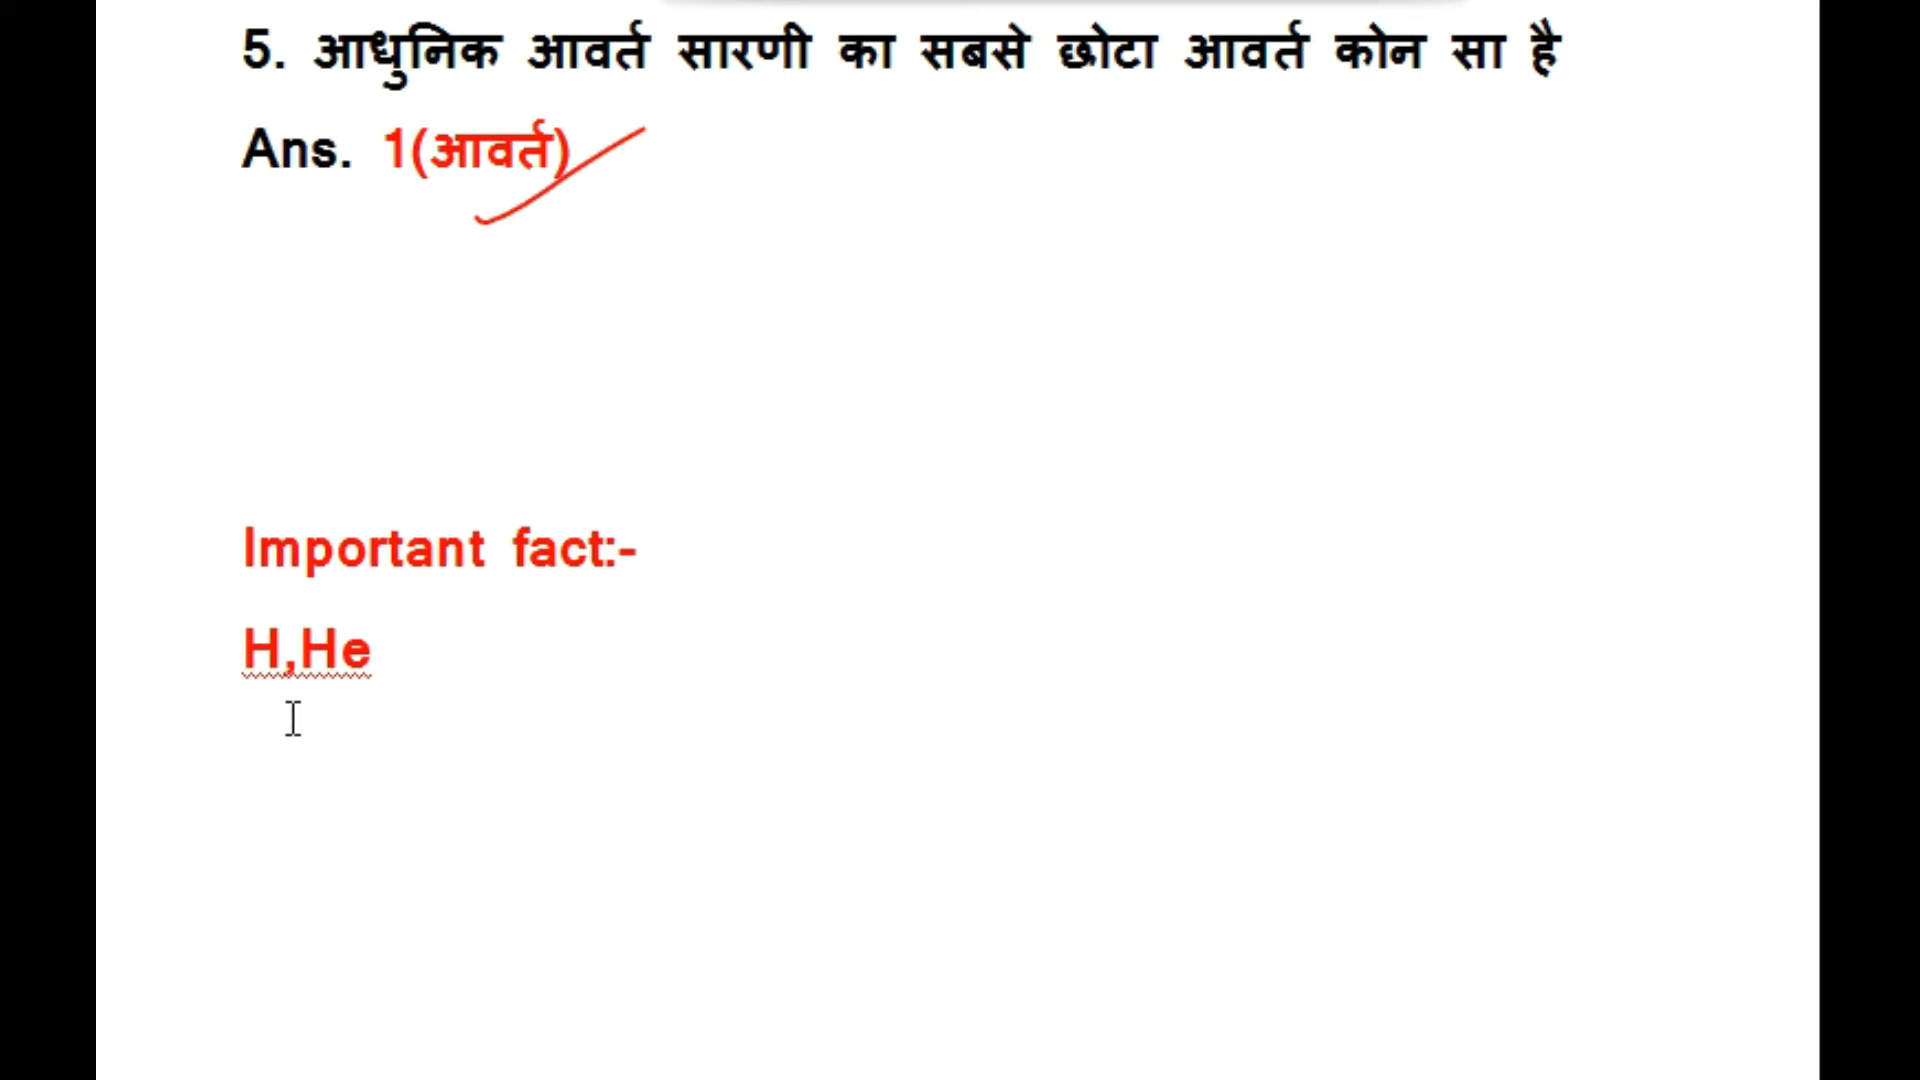 5. आधुनिक आवर्त सारणी का सबसे छोटा आवर्त कोन सा है
Ans. 1(आवर्त)
Important fact:-
H,He